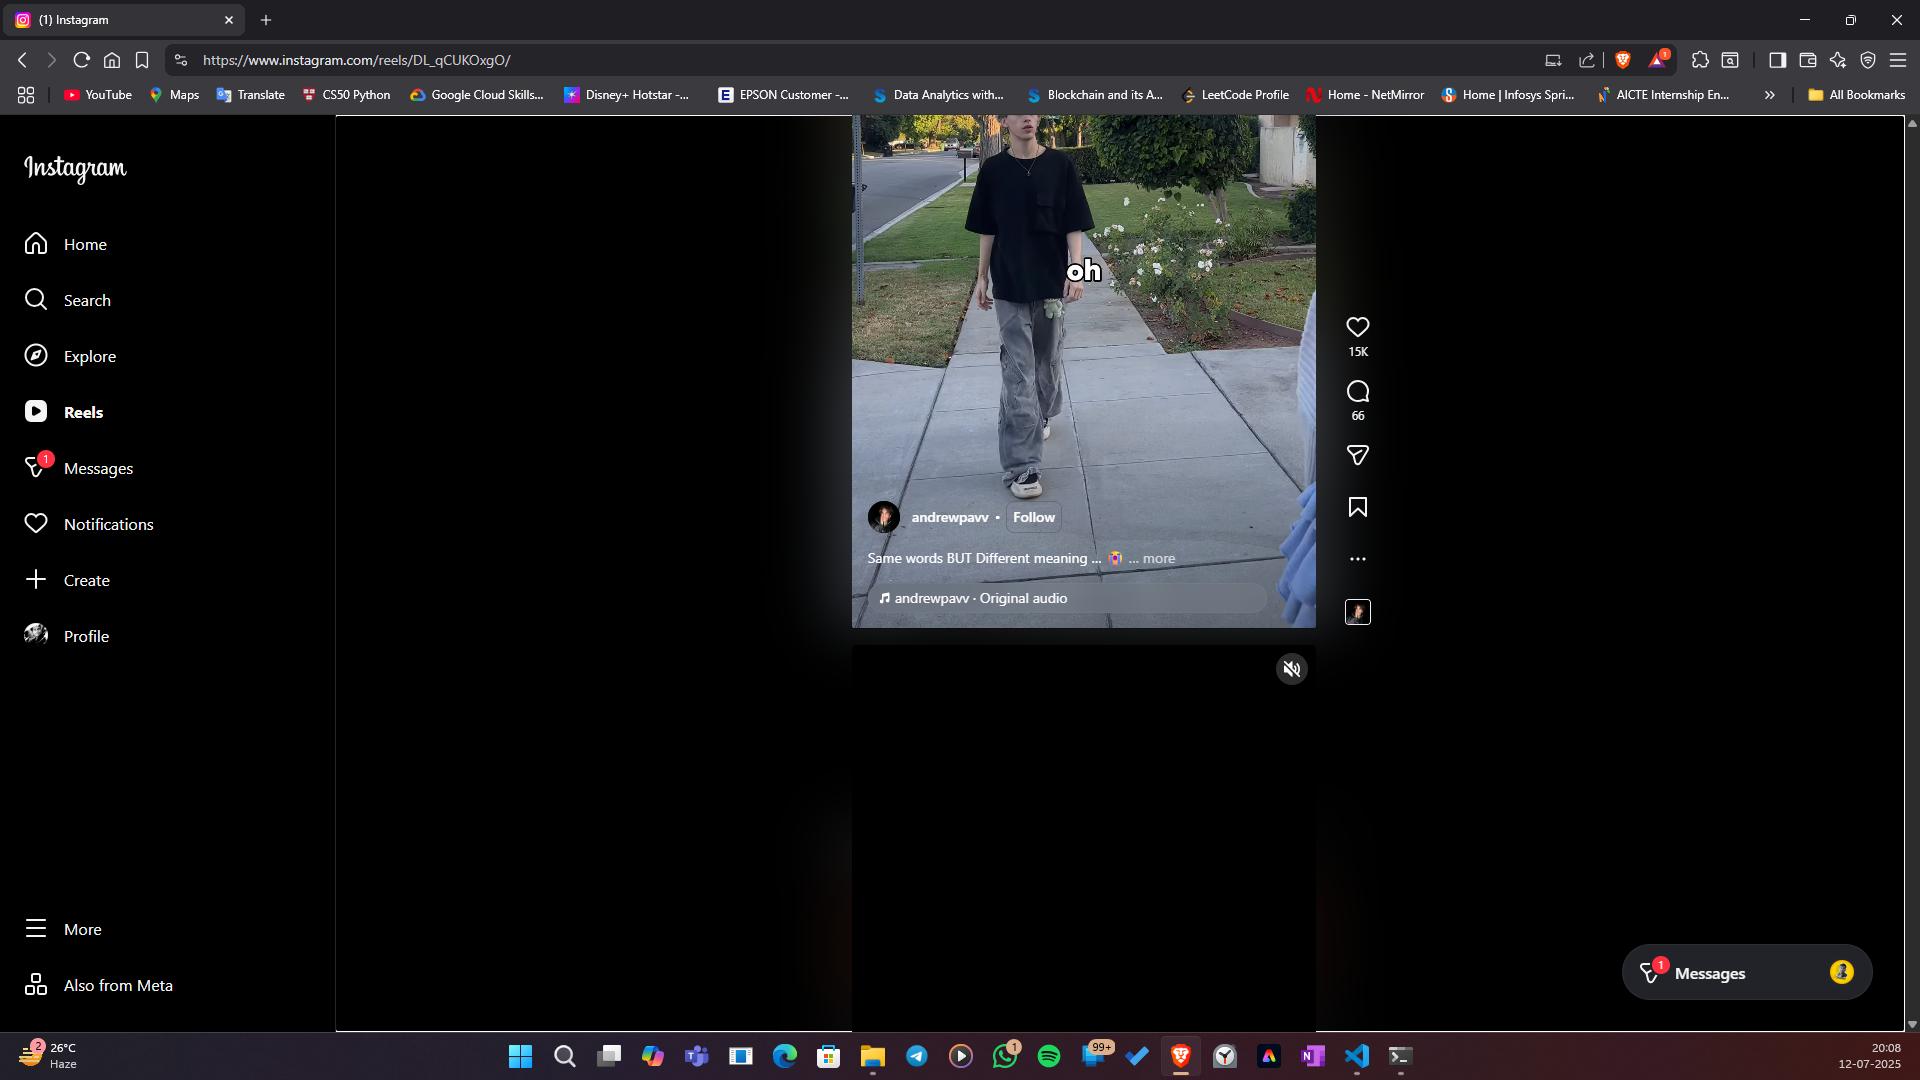 (1) Instagram
https://www.instagram.com/reels/DL_qCUKOxgO/
1
YouTube
Maps
Translate
CS50 Python
Google Cloud Skills...
Disney+ Hotstar -...
EPSON Customer -...
Data Analytics with...
Blockchain and its A...
LeetCode Profile
Home - NetMirror
Home | Infosys Spri...
AICTE Internship En...
All Bookmarks
Instagram
Home
Search
Explore
Reels
1
Messages
Notifications
Create
Profile
More
Also from Meta
oh
15K
66
andrewpavv • Follow
Same words BUT Different meaning ... 😭 ... more
andrewpavv · Original audio
1
Messages
2
26°C
Haze
1
99+
20:08
12-07-2025